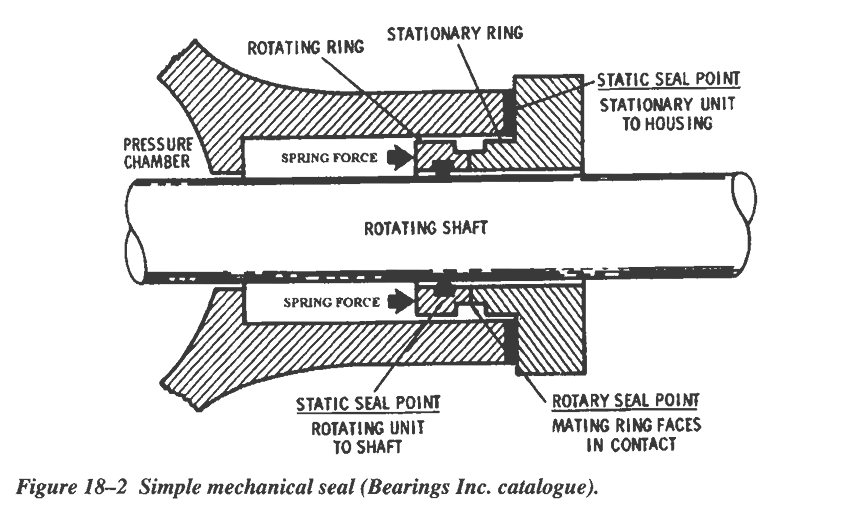 ROTATING RING
STATIONARY RING
STATIC SEAL POINT
STATIONARY UNIT
TO HOUSING
PRESSURE
CHAMBER
SPRING FORCE
ROTATING SHAFT
SPRING FORCE
STATIC SEAL POINT
ROTATING UNIT
TO SHAFT
ROTARY SEAL POINT
MATING RING FACES
IN CONTACT
Figure 18–2 Simple mechanical seal (Bearings Inc. catalogue).